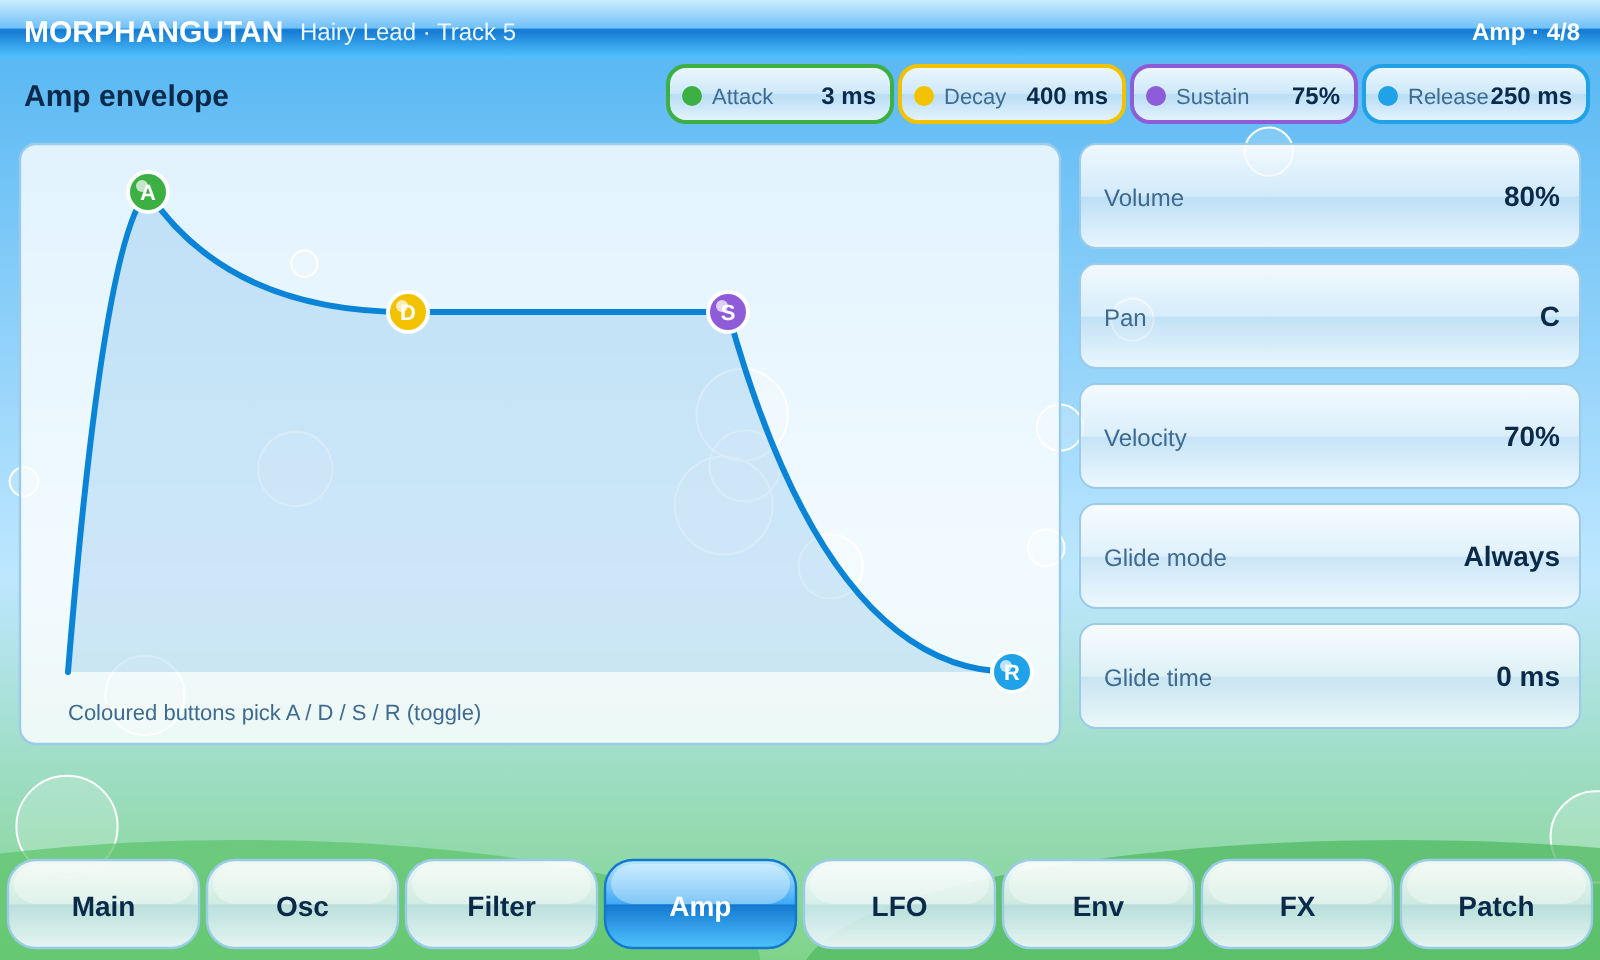 MORPHANGUTAN Hairy Lead · Track 5 Amp · 4/8
Amp envelope
Attack 3 ms
Decay 400 ms
Sustain 75%
Release 250 ms
A
D
S
R
Coloured buttons pick A / D / S / R (toggle)
Volume 80%
Pan C
Velocity 70%
Glide mode Always
Glide time 0 ms
Main
Osc
Filter
Amp
LFO
Env
FX
Patch